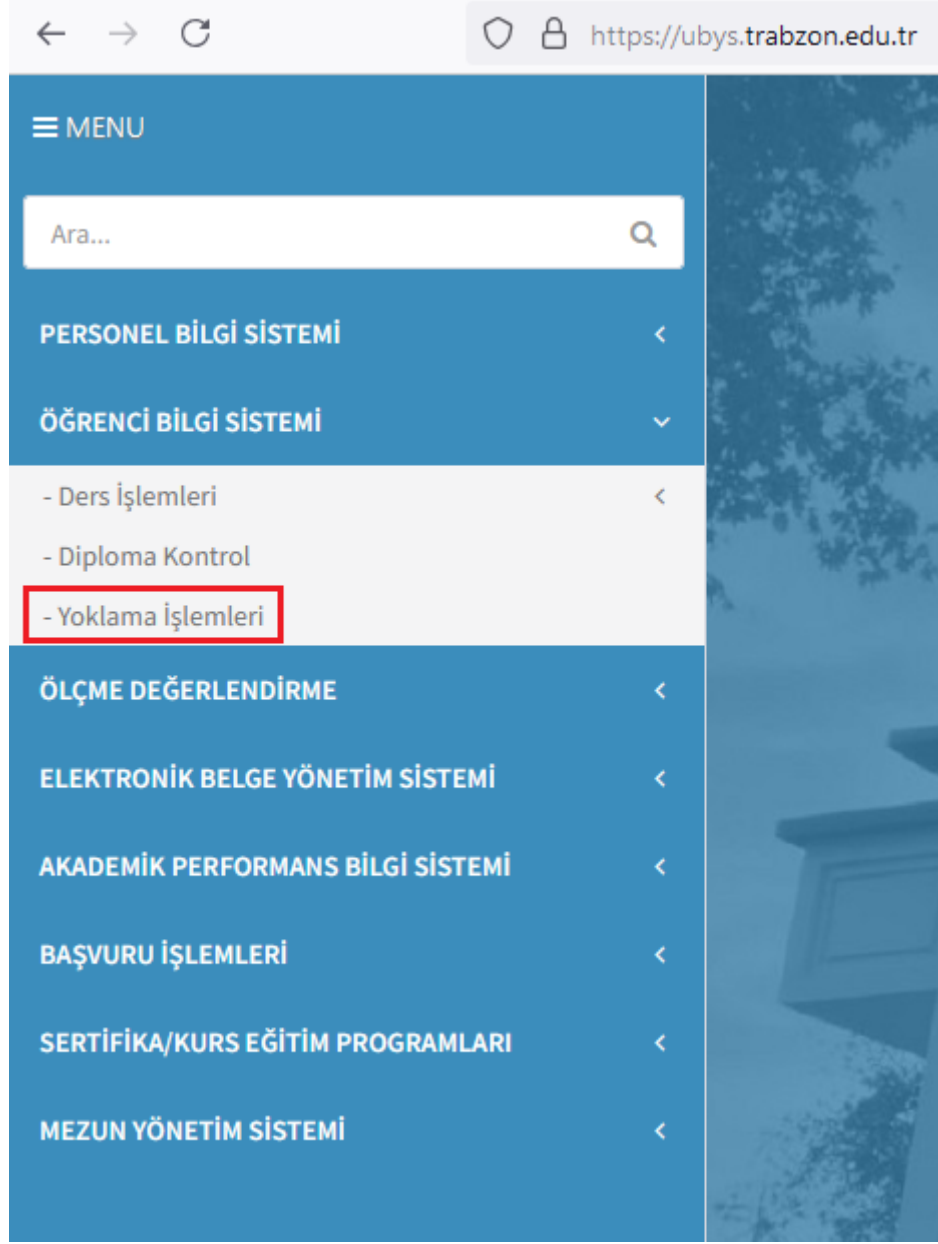 https://ubys.trabzon.edu.tr
MENU
Ara...
PERSONEL BİLGİ SİSTEMİ
ÖĞRENCİ BİLGİ SİSTEMİ
- Ders İşlemleri
- Diploma Kontrol
- Yoklama İşlemleri
ÖLÇME DEĞERLENDİRME
ELEKTRONİK BELGE YÖNETİM SİSTEMİ
AKADEMİK PERFORMANS BİLGİ SİSTEMİ
BAŞVURU İŞLEMLERİ
SERTİFİKA/KURS EĞİTİM PROGRAMLARI
MEZUN YÖNETİM SİSTEMİ